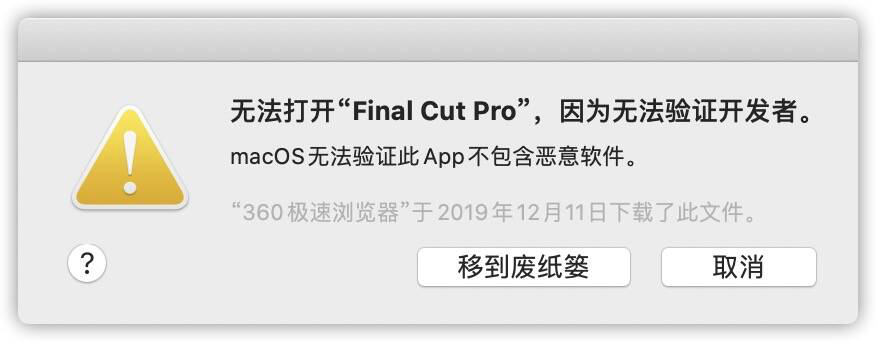 无法打开“Final Cut Pro”，因为无法验证开发者。
macOS无法验证此App不包含恶意软件。
“360极速浏览器”于2019年12月11日下载了此文件。
?
移到废纸篓
取消